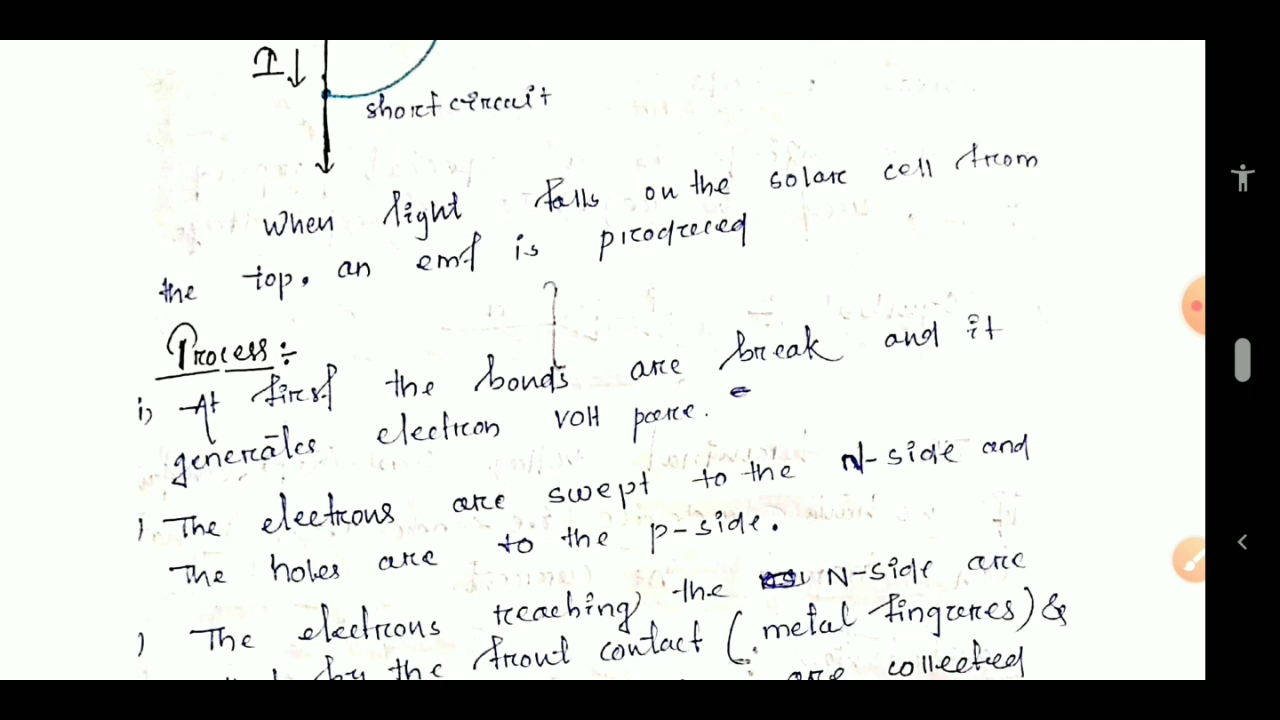 I ↓
short circuit
When light falls on the solar cell from
the top. an emf is produced
Process :-
i) At first the bonds are break and it
generates electron VOH paere.
) The electrons are swept to the N-side and
The holes are to the p-side.
) The electrons reaching the N-side are
by the front contact (metal fingures) &
are collected